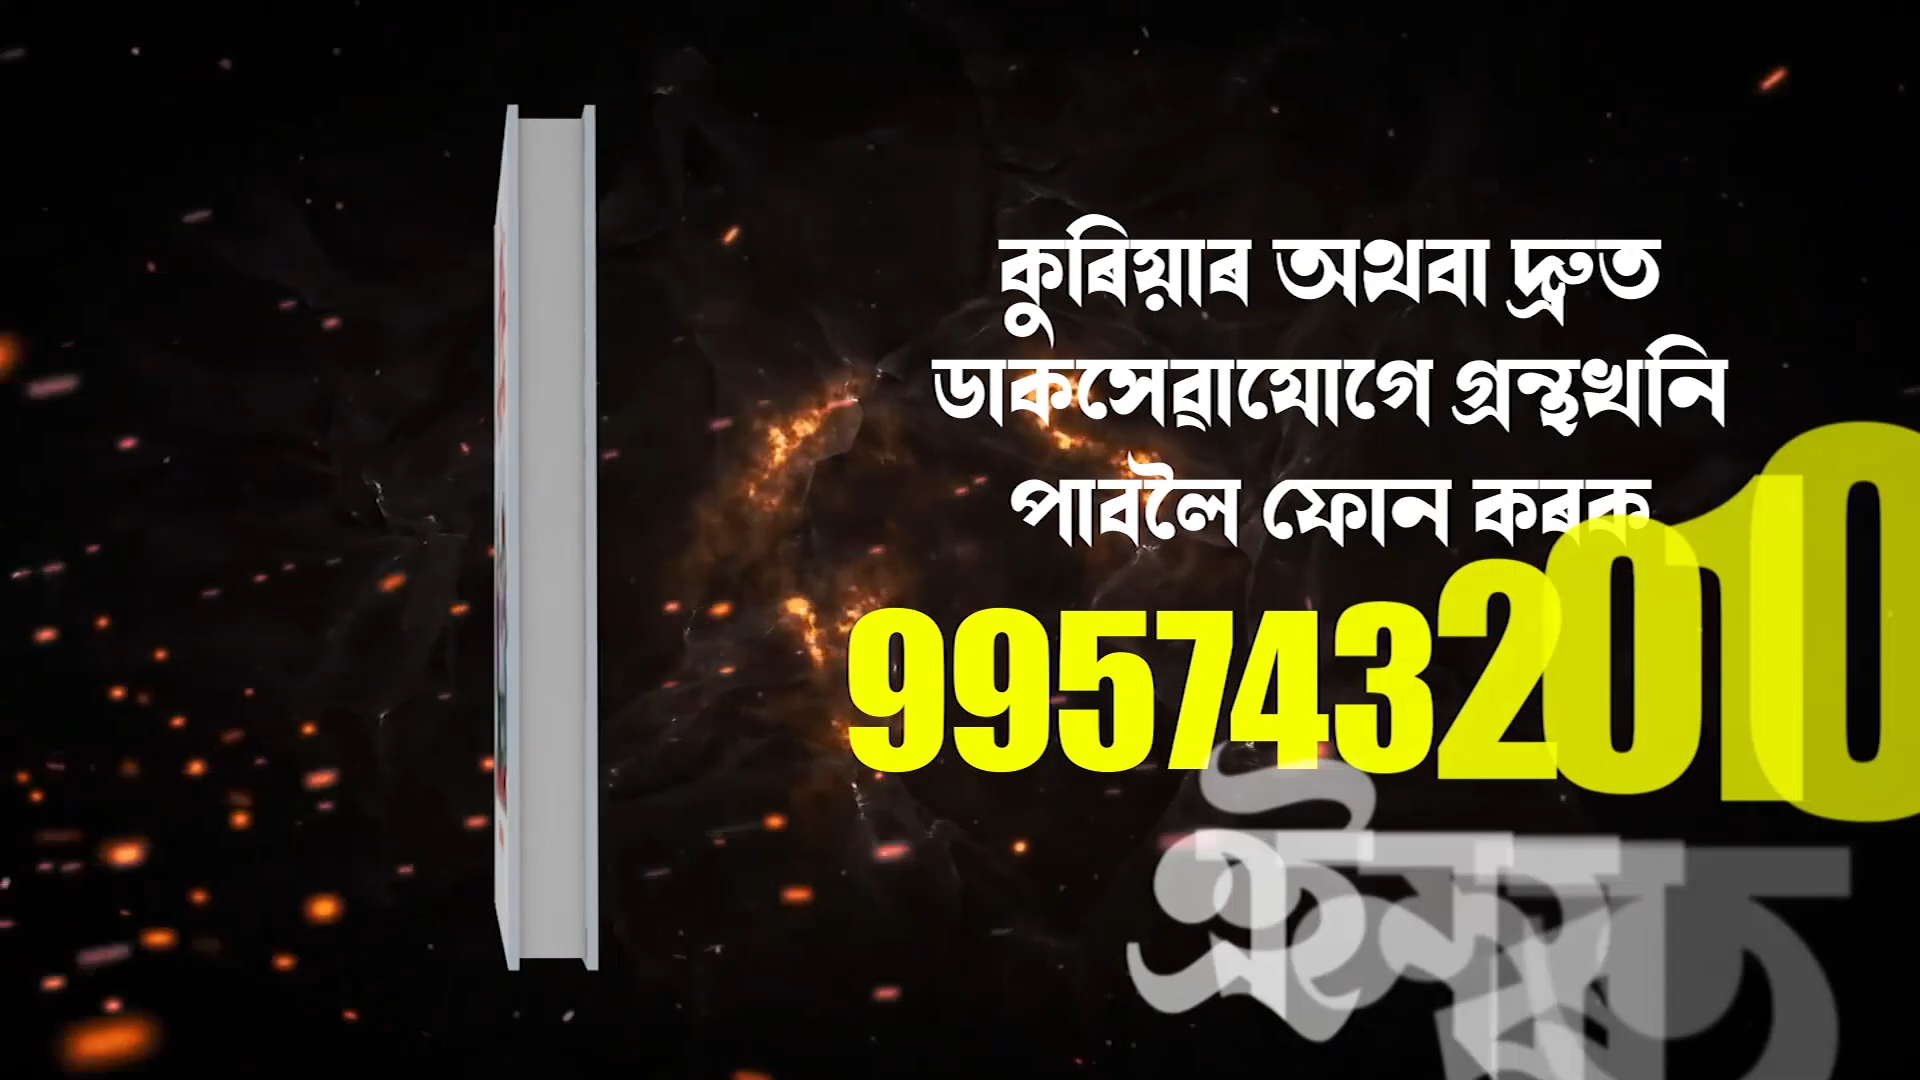 কুৰিয়াৰ অথবা দ্ৰুত
ডাকসেৱাযোগে গ্ৰন্থখনি
পাবলৈ ফোন কৰক
9957432010